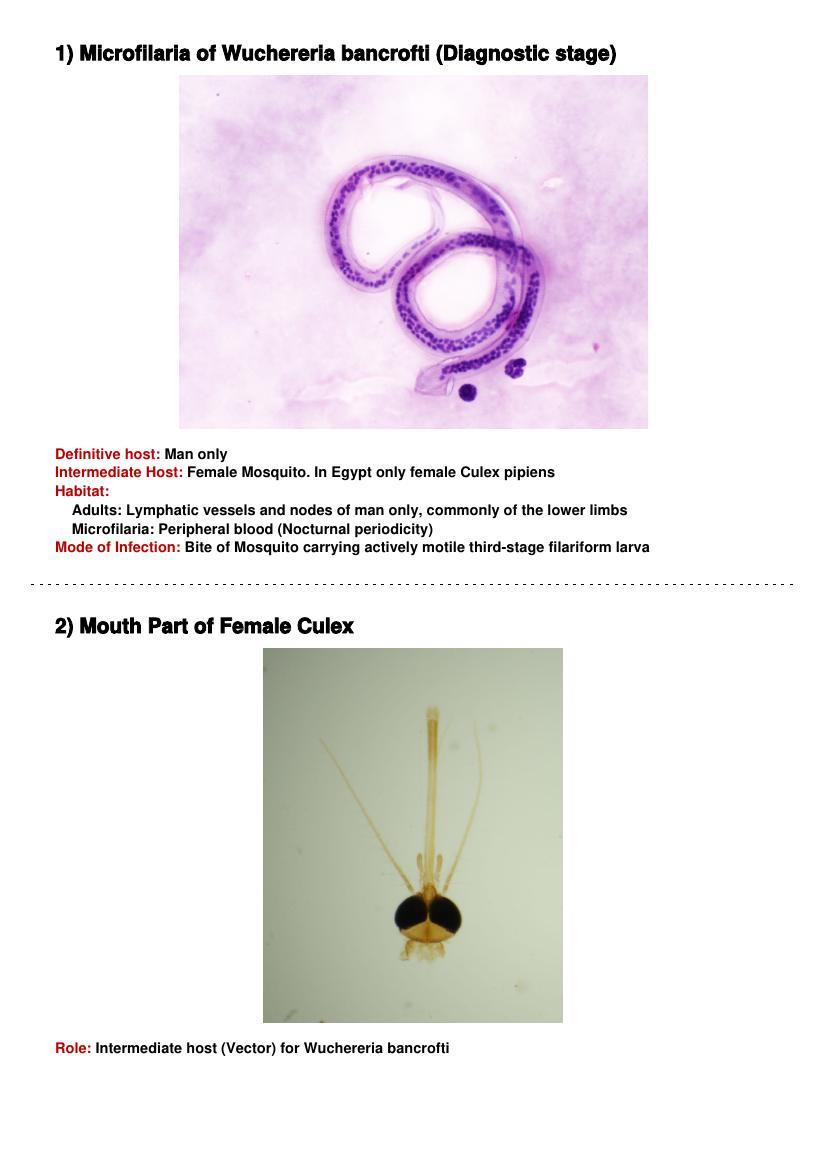 1) Microfilaria of Wuchereria bancrofti (Diagnostic stage)
Definitive host: Man only
Intermediate Host: Female Mosquito. In Egypt only female Culex pipiens
Habitat:
Adults: Lymphatic vessels and nodes of man only, commonly of the lower limbs
Microfilaria: Peripheral blood (Nocturnal periodicity)
Mode of Infection: Bite of Mosquito carrying actively motile third-stage filariform larva
2) Mouth Part of Female Culex
Role: Intermediate host (Vector) for Wuchereria bancrofti